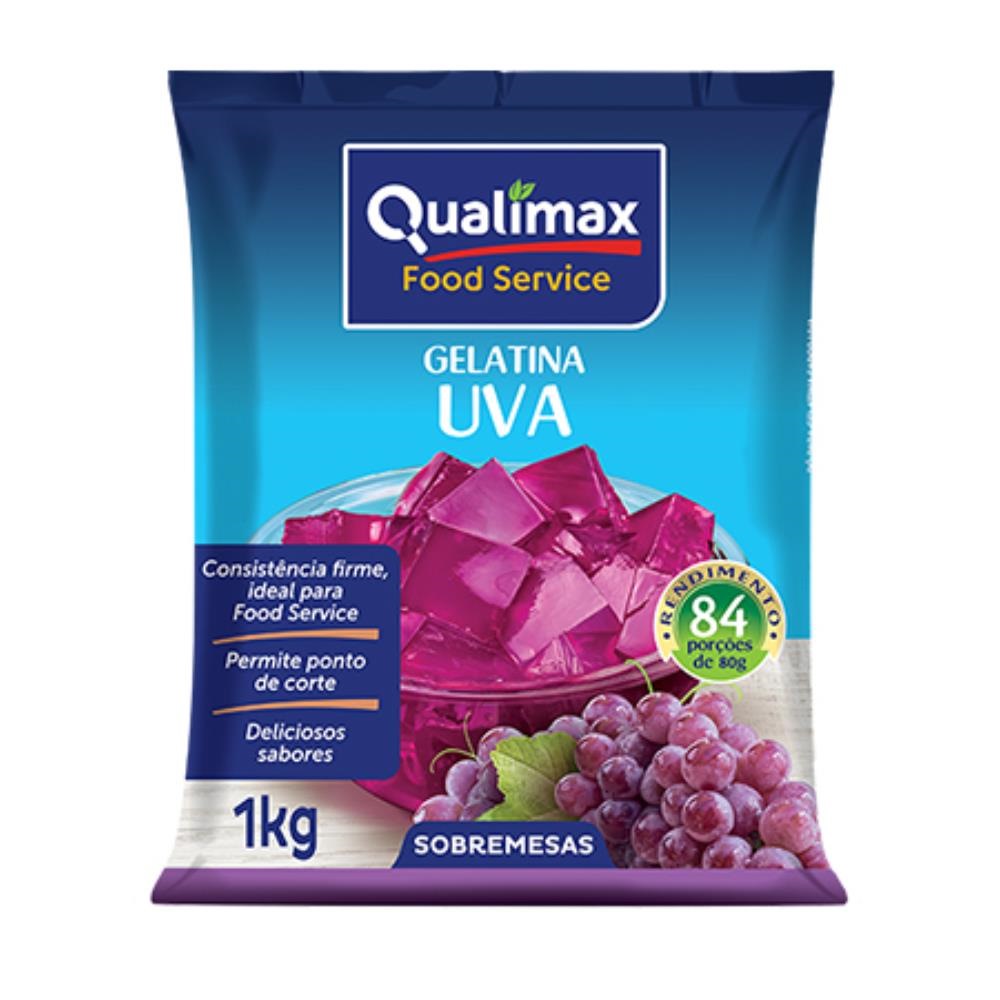 Qualimax
Food Service
GELATINA
UVA
Consistência firme,
ideal para
Food Service
Permite ponto
de corte
Deliciosos
sabores
RENDIMENTO
84
porções
de 80g
1kg
SOBREMESAS